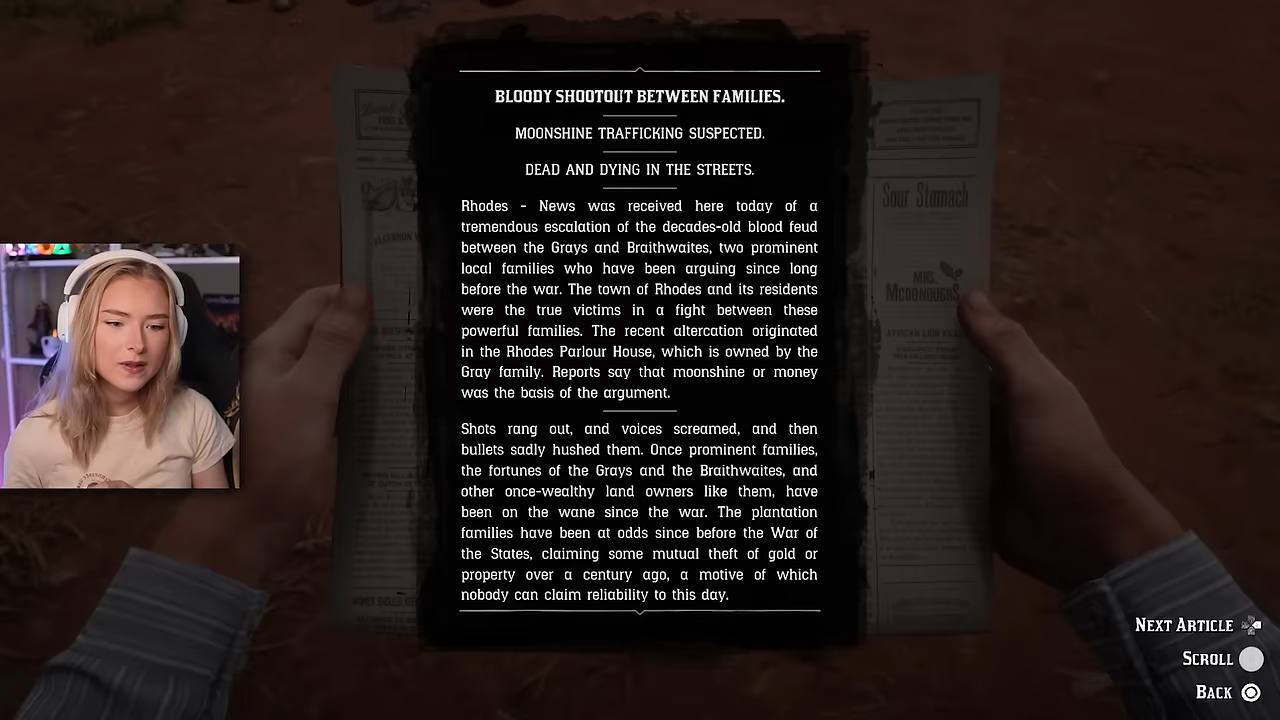 BLOODY SHOOTOUT BETWEEN FAMILIES.
MOONSHINE TRAFFICKING SUSPECTED.
DEAD AND DYING IN THE STREETS.
Rhodes - News was received here today of a
tremendous escalation of the decades-old blood feud
between the Grays and Braithwaites, two prominent
local families who have been arguing since long
before the war. The town of Rhodes and its residents
were the true victims in a fight between these
powerful families. The recent altercation originated
in the Rhodes Parlour House, which is owned by the
Gray family. Reports say that moonshine or money
was the basis of the argument.
Shots rang out, and voices screamed, and then
bullets sadly hushed them. Once prominent families,
the fortunes of the Grays and the Braithwaites, and
other once-wealthy land owners like them, have
been on the wane since the war. The plantation
families have been at odds since before the War of
the States, claiming some mutual theft of gold or
property over a century ago, a motive of which
nobody can claim reliability to this day.
Sour Stomach
MRS.
MCDONOUGH'S
AFRICAN LION
NEXT ARTICLE
SCROLL
BACK